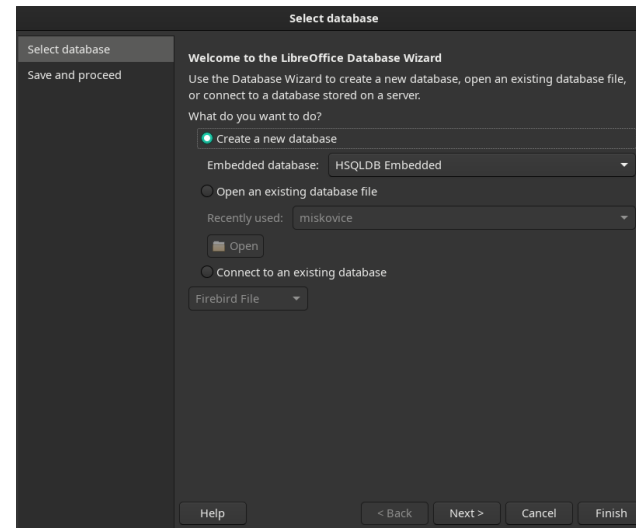 Select database
Select database
Save and proceed
Welcome to the LibreOffice Database Wizard
Use the Database Wizard to create a new database, open an existing database file,
or connect to a database stored on a server.
What do you want to do?
Create a new database
Embedded database: HSQLDB Embedded
Open an existing database file
Recently used: miskovice
Open
Connect to an existing database
Firebird File
Help < Back Next > Cancel Finish